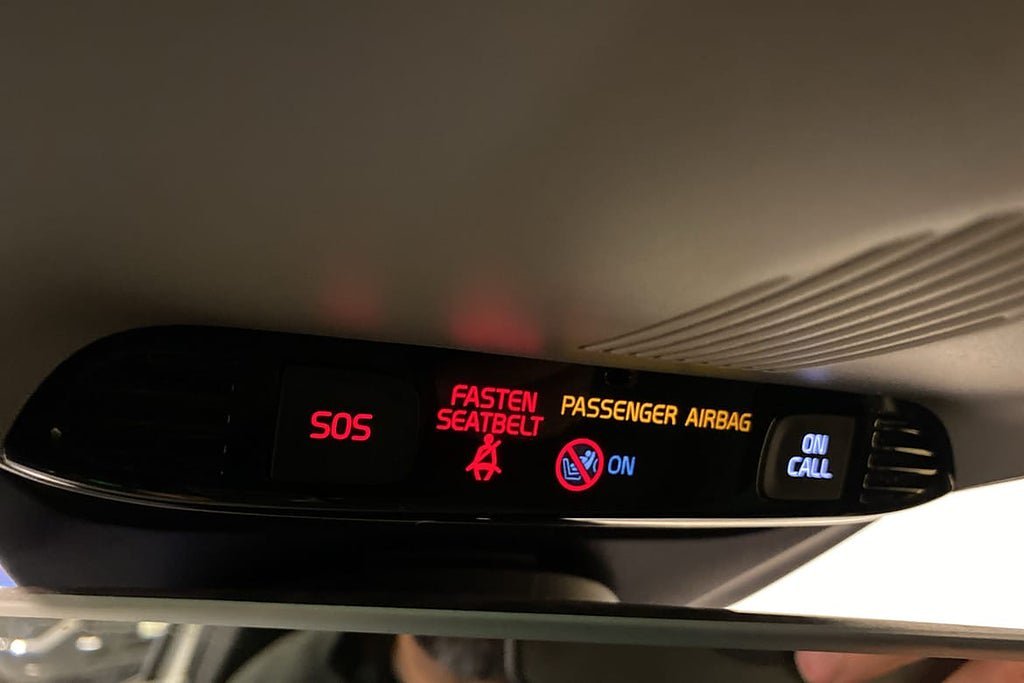 SOS
FASTEN
SEATBELT
PASSENGER AIRBAG
ON
ON
CALL